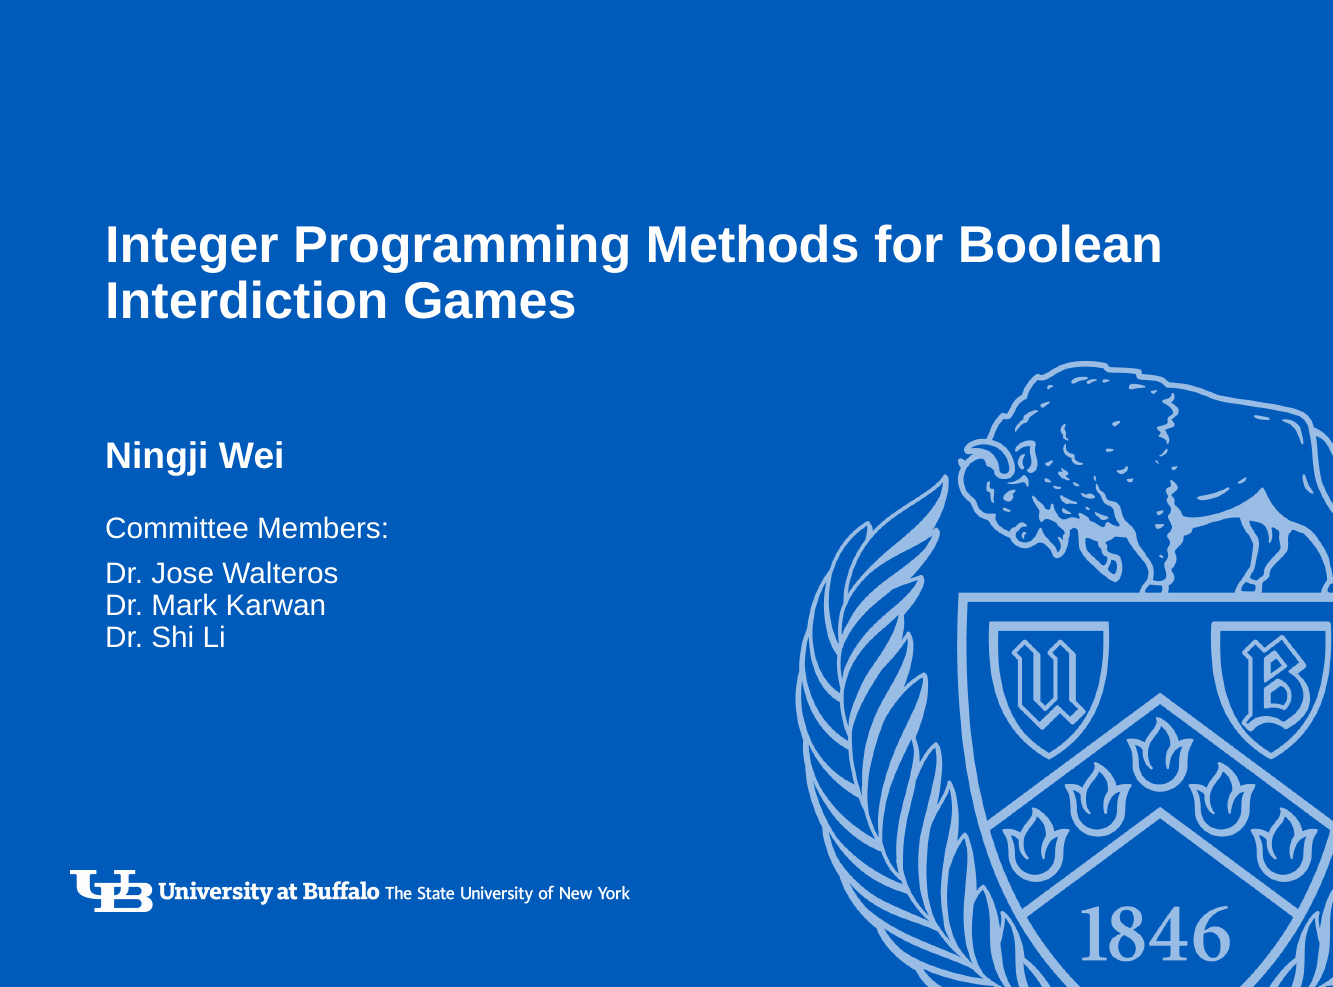 Integer Programming Methods for Boolean
Interdiction Games
Ningji Wei
Committee Members:
Dr. Jose Walteros
Dr. Mark Karwan
Dr. Shi Li
U B
1846
UB University at Buffalo The State University of New York